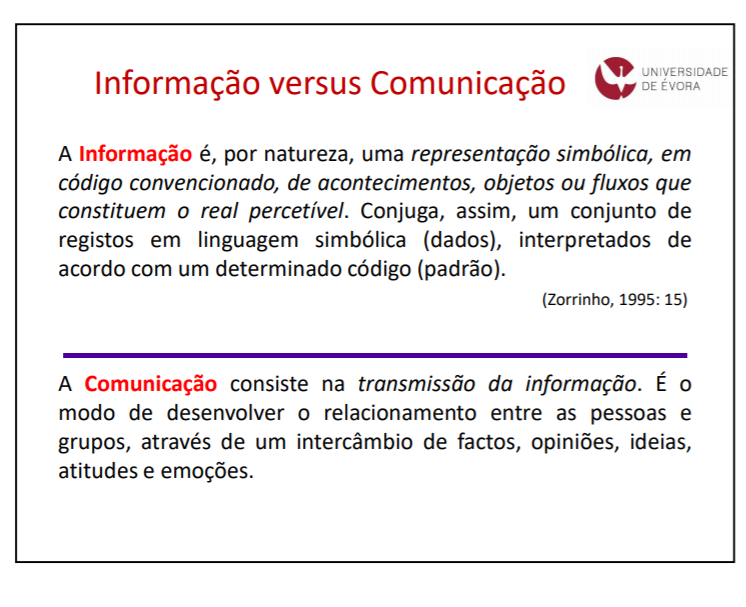 Informação versus Comunicação
UNIVERSIDADE
DE ÉVORA
A Informação é, por natureza, uma representação simbólica, em
código convencionado, de acontecimentos, objetos ou fluxos que
constituem o real percetível. Conjuga, assim, um conjunto de
registos em linguagem simbólica (dados), interpretados de
acordo com um determinado código (padrão).
(Zorrinho, 1995: 15)
A Comunicação consiste na transmissão da informação. É o
modo de desenvolver o relacionamento entre as pessoas e
grupos, através de um intercâmbio de factos, opiniões, ideias,
atitudes e emoções.